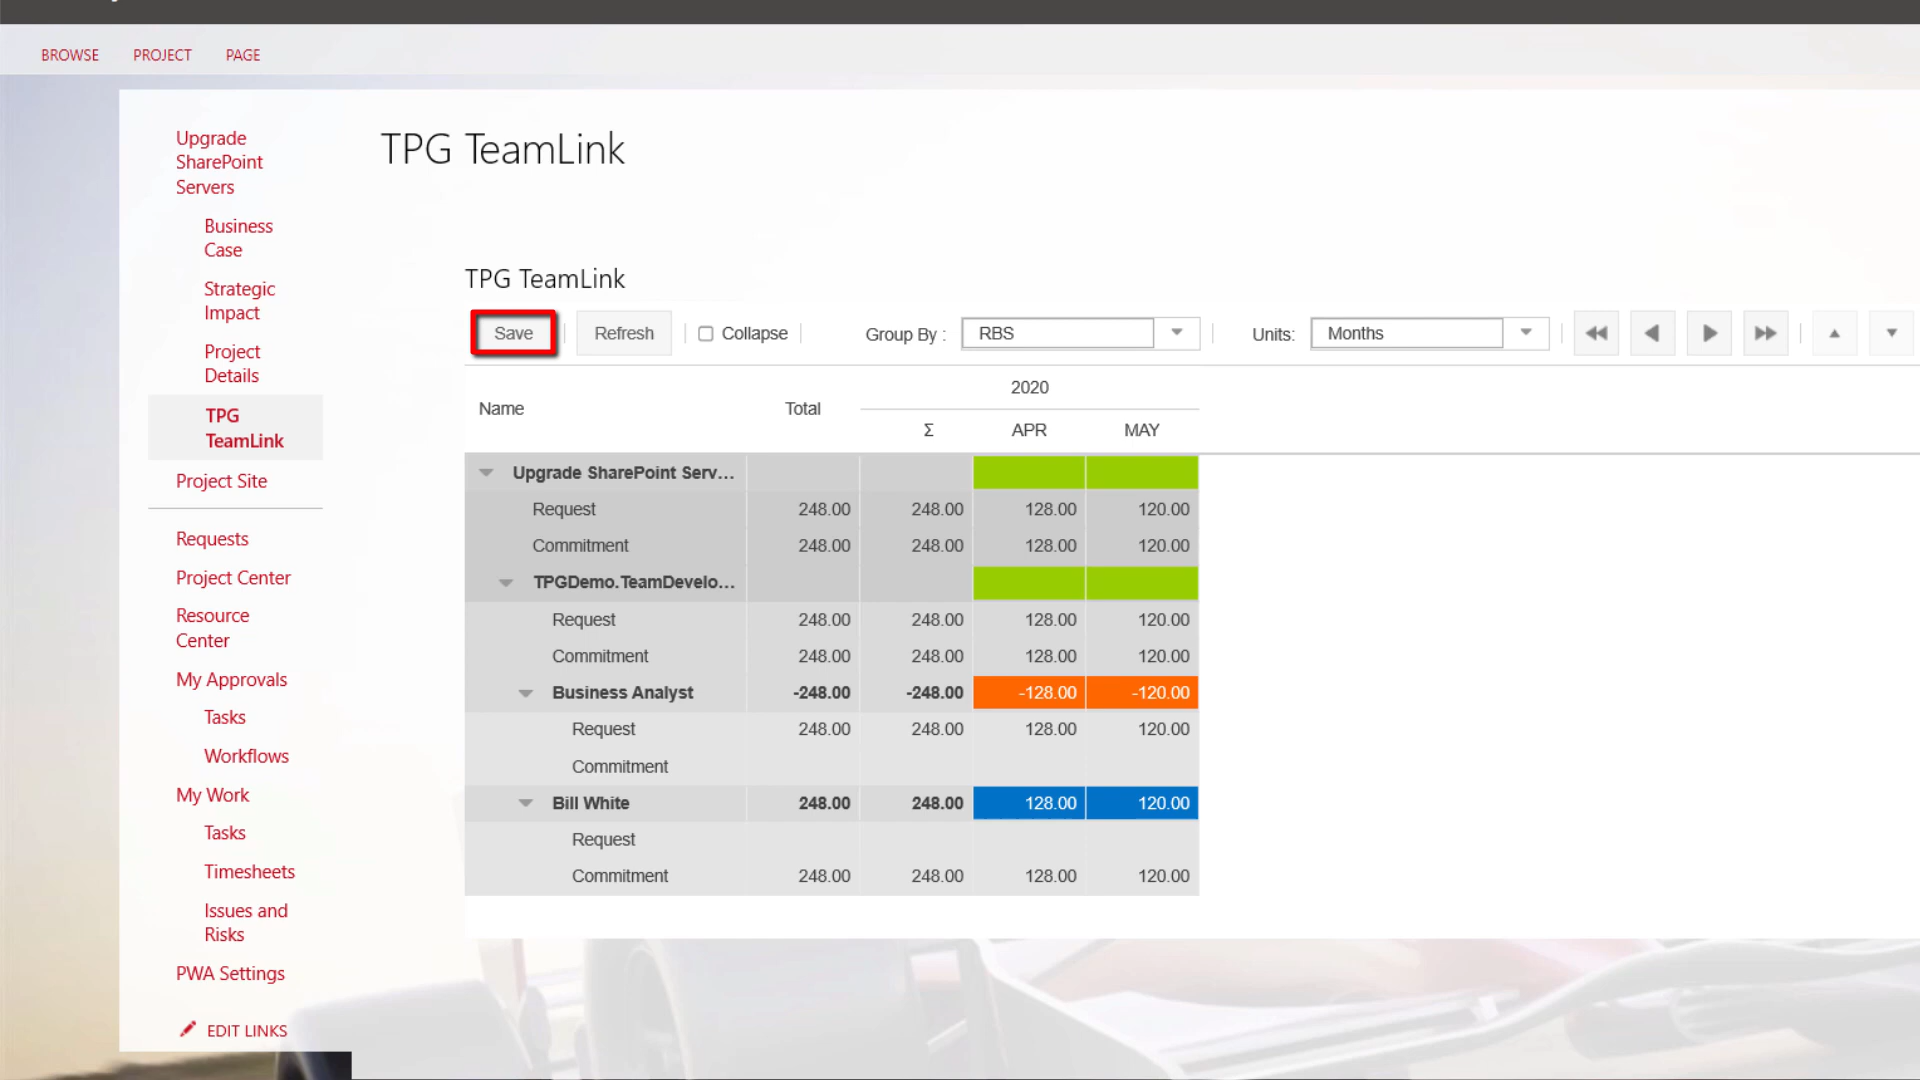 BROWSE PROJECT PAGE
Upgrade
SharePoint
Servers
Business
Case
Strategic
Impact
Project
Details
TPG
TeamLink
Project Site
Requests
Project Center
Resource
Center
My Approvals
Tasks
Workflows
My Work
Tasks
Timesheets
Issues and
Risks
PWA Settings
EDIT LINKS
TPG TeamLink
TPG TeamLink
Save Refresh Collapse Group By : RBS Units: Months
2020
Name Total
Σ APR MAY
Upgrade SharePoint Serv...
Request 248.00 248.00 128.00 120.00
Commitment 248.00 248.00 128.00 120.00
TPGDemo.TeamDevelo...
Request 248.00 248.00 128.00 120.00
Commitment 248.00 248.00 128.00 120.00
Business Analyst -248.00 -248.00 -128.00 -120.00
Request 248.00 248.00 128.00 120.00
Commitment
Bill White 248.00 248.00 128.00 120.00
Request
Commitment 248.00 248.00 128.00 120.00